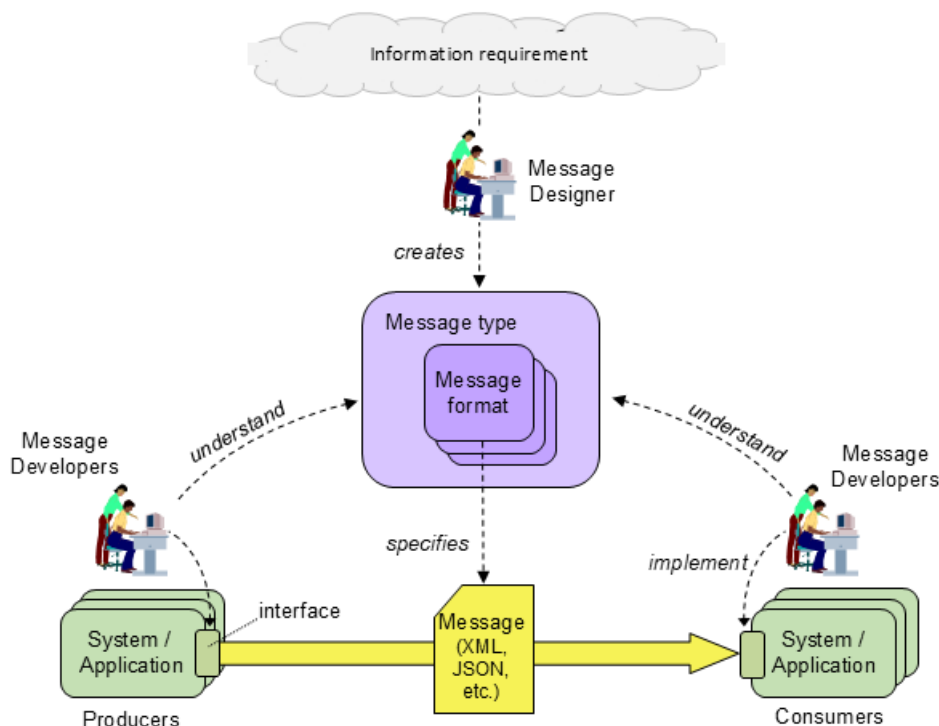 Information requirement
Message
Designer
creates
Message type
Message
format
understand
understand
Message
Developers
Message
Developers
specifies
implement
interface
System /
Application
Message
(XML,
JSON,
etc.)
System /
Application
Producers
Consumers